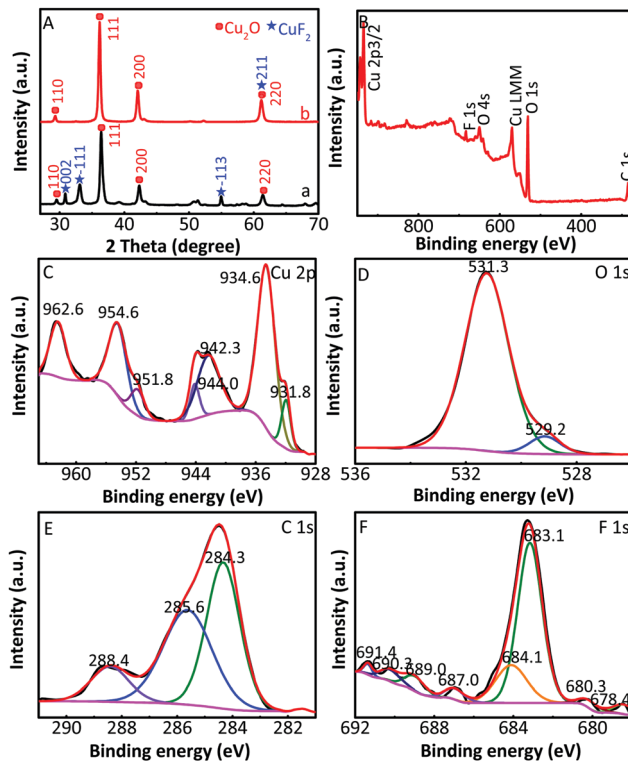 A
Cu₂O
CuF₂
111
110
200
211
220
b
110
002
-111
111
200
-113
220
a
Intensity (a.u.)
30 40 50 60 70
2 Theta (degree)
B
Cu 2p3/2
F 1s
O 4s
Cu LMM
O 1s
C 1s
Intensity (a.u.)
800 600 400
Binding energy (eV)
C
Cu 2p
962.6
954.6
951.8
942.3
944.0
934.6
931.8
Intensity (a.u.)
960 952 944 936 928
Binding energy (eV)
D
O 1s
531.3
529.2
Intensity (a.u.)
536 532 528
Binding energy (eV)
E
C 1s
288.4
285.6
284.3
Intensity (a.u.)
290 288 286 284 282
Binding energy (eV)
F
F 1s
691.4
690.3
689.0
687.0
684.1
683.1
680.3
678.4
Intensity (a.u.)
692 688 684 680
Binding energy (eV)